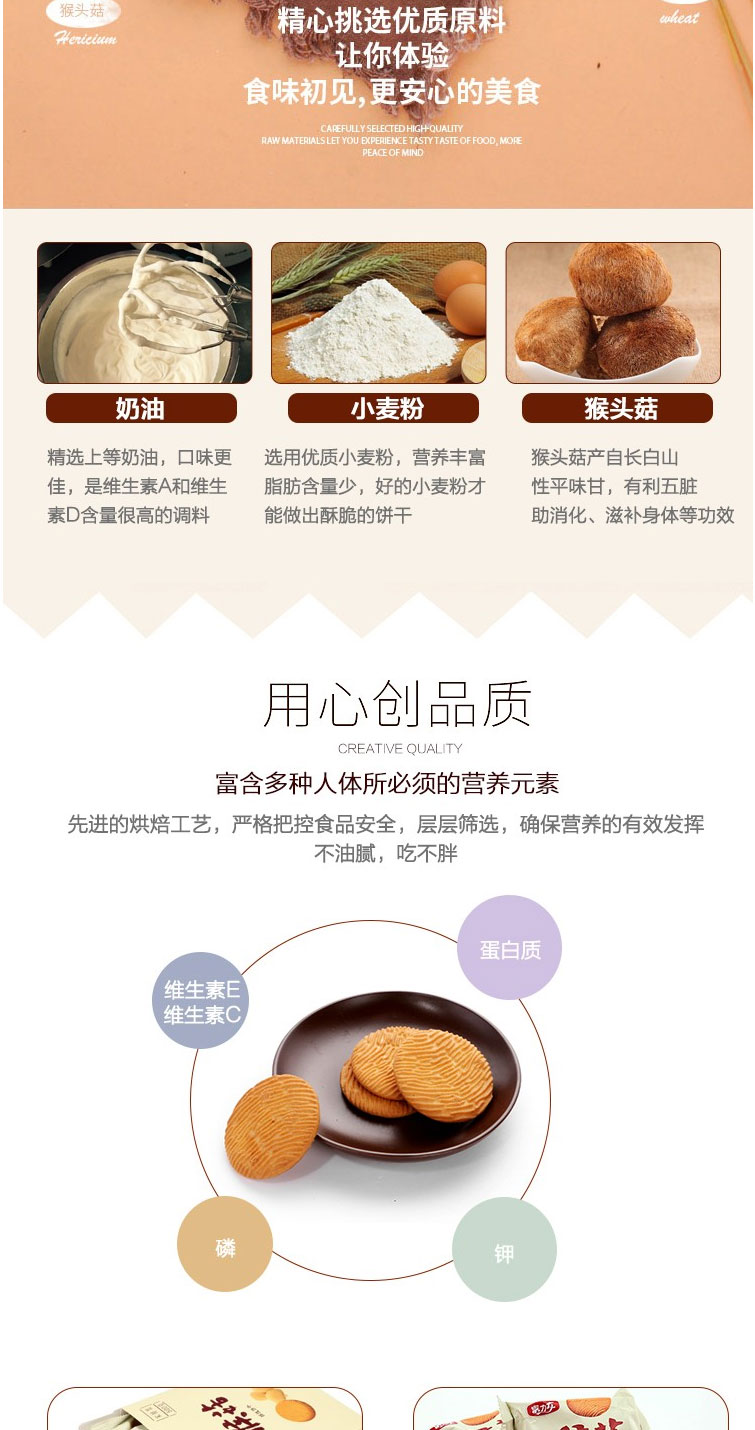 猴头菇
Hericium
wheat
精心挑选优质原料
让你体验
食味初见,更安心的美食
CAREFULLY SELECTED HIGH-QUALITY
RAW MATERIALS LET YOU EXPERIENCE TASTY TASTE OF FOOD, MORE
PEACE OF MIND
奶油
精选上等奶油，口味更
佳，是维生素A和维生
素D含量很高的调料
小麦粉
选用优质小麦粉，营养丰富
脂肪含量少，好的小麦粉才
能做出酥脆的饼干
猴头菇
猴头菇产自长白山
性平味甘，有利五脏
助消化、滋补身体等功效
用心创品质
CREATIVE QUALITY
富含多种人体所必须的营养元素
先进的烘焙工艺，严格把控食品安全，层层筛选，确保营养的有效发挥
不油腻，吃不胖
蛋白质
维生素E
维生素C
磷
钾